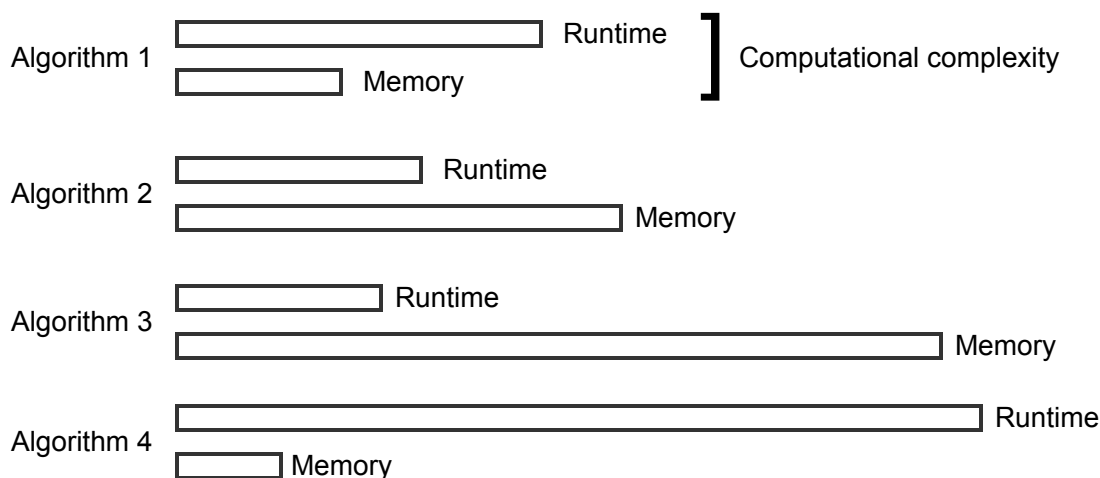 Algorithm 1
Runtime
Memory
Computational complexity
Algorithm 2
Runtime
Memory
Algorithm 3
Runtime
Memory
Algorithm 4
Runtime
Memory